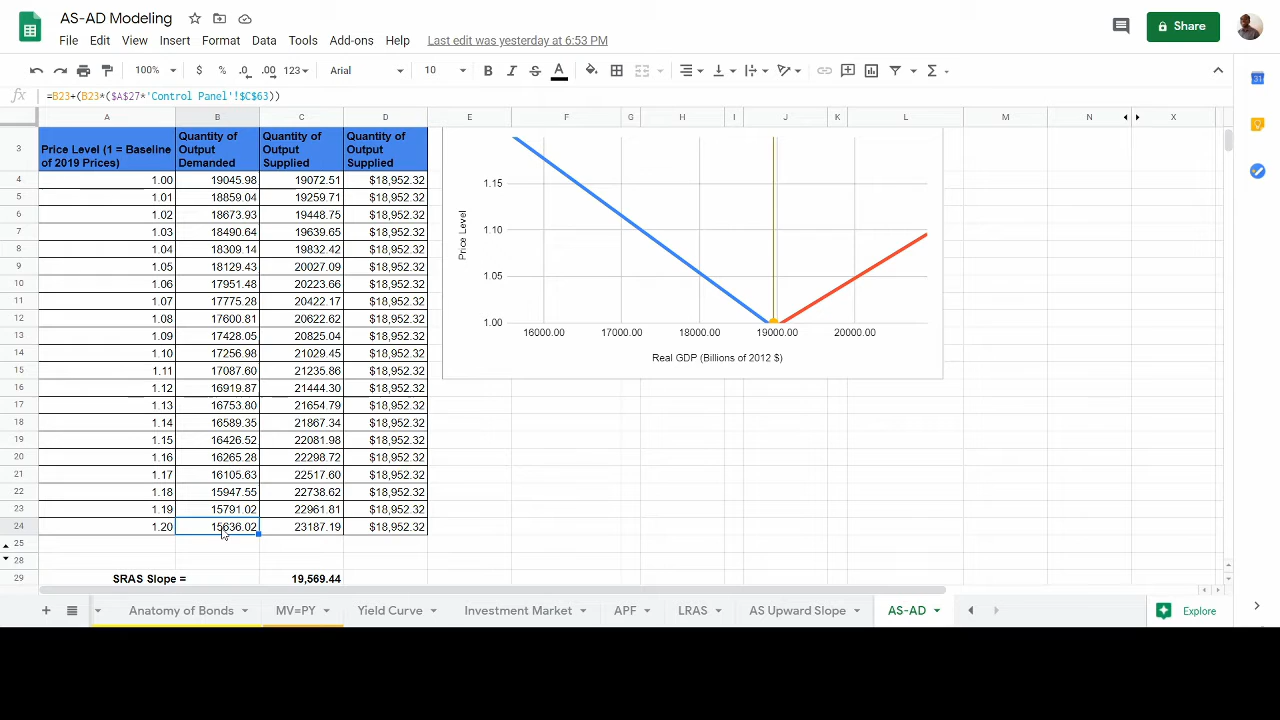 AS-AD Modeling
Share
File Edit View Insert Format Data Tools Add-ons Help Last edit was yesterday at 6:53 PM
100% $ % .0 .00 123 Arial 10 B I S A Σ
fx =B23+(B23*($A$27*'Control Panel'!$C$63))
A B C D E F G H I J K L M N X
3 Price Level (1 = Baseline of 2019 Prices) Quantity of Output Demanded Quantity of Output Supplied Quantity of Output Supplied
4 1.00 19045.98 19072.51 $18,952.32
5 1.01 18859.04 19259.71 $18,952.32
6 1.02 18673.93 19448.75 $18,952.32
7 1.03 18490.64 19639.65 $18,952.32
8 1.04 18309.14 19832.42 $18,952.32
9 1.05 18129.43 20027.09 $18,952.32
10 1.06 17951.48 20223.66 $18,952.32
11 1.07 17775.28 20422.17 $18,952.32
12 1.08 17600.81 20622.62 $18,952.32
13 1.09 17428.05 20825.04 $18,952.32
14 1.10 17256.98 21029.45 $18,952.32
15 1.11 17087.60 21235.86 $18,952.32
16 1.12 16919.87 21444.30 $18,952.32
17 1.13 16753.80 21654.79 $18,952.32
18 1.14 16589.35 21867.34 $18,952.32
19 1.15 16426.52 22081.98 $18,952.32
20 1.16 16265.28 22298.72 $18,952.32
21 1.17 16105.63 22517.60 $18,952.32
22 1.18 15947.55 22738.62 $18,952.32
23 1.19 15791.02 22961.81 $18,952.32
24 1.20 15636.02 23187.19 $18,952.32
25
28
29 SRAS Slope = 19,569.44
Price Level
1.15
1.10
1.05
1.00
16000.00 17000.00 18000.00 19000.00 20000.00
Real GDP (Billions of 2012 $)
31
Anatomy of Bonds MV=PY Yield Curve Investment Market APF LRAS AS Upward Slope AS-AD Explore